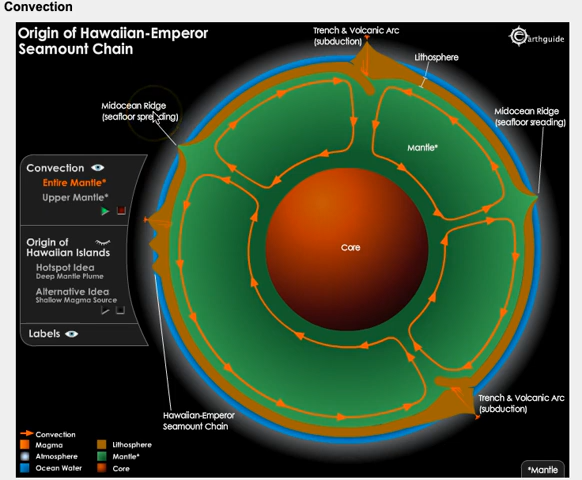 Convection
Origin of Hawaiian-Emperor
Seamount Chain
Trench & Volcanic Arc
(subduction)
earthguide
Lithosphere
Midocean Ridge
(seafloor spreading)
Midocean Ridge
(seafloor sreading)
Mantle*
Convection
Entire Mantle*
Upper Mantle*
Origin of
Hawaiian Islands
Hotspot Idea
Deep Mantle Plume
Alternative Idea
Shallow Magma Source
Labels
Core
Hawaiian-Emperor
Seamount Chain
Trench & Volcanic Arc
(subduction)
Convection
Magma
Atmosphere
Ocean Water
Lithosphere
Mantle*
Core
*Mantle